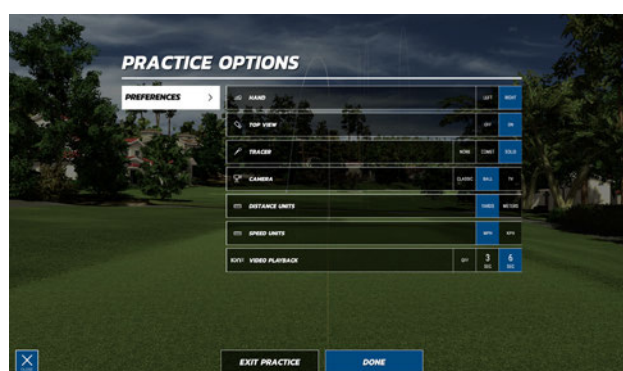 PRACTICE OPTIONS
PREFERENCES >
HAND LEFT RIGHT
TOP VIEW OFF ON
TRACER NONE COMET SOLID
CAMERA CLASSIC BALL TV
DISTANCE UNITS YARDS METERS
SPEED UNITS MPH KPH
VIDEO PLAYBACK OFF 3 SEC 6 SEC
EXIT PRACTICE DONE
CLOSE